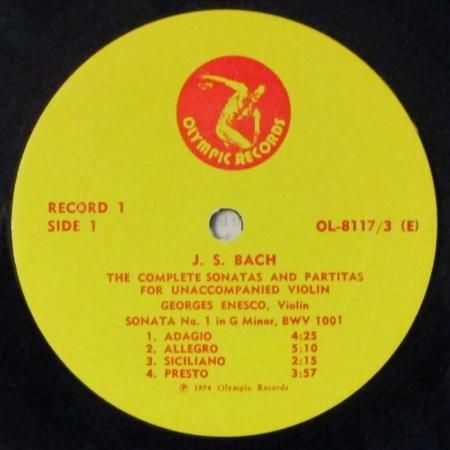 OLYMPIC RECORDS
RECORD 1
SIDE 1
OL-8117/3 (E)
J. S. BACH
THE COMPLETE SONATAS AND PARTITAS
FOR UNACCOMPANIED VIOLIN
GEORGES ENESCO, Violin
SONATA No. 1 in G Minor, BWV 1001
1. ADAGIO 4:25
2. ALLEGRO 5:10
3. SICILIANO 2:15
4. PRESTO 3:57
℗ 1974 Olympic Records